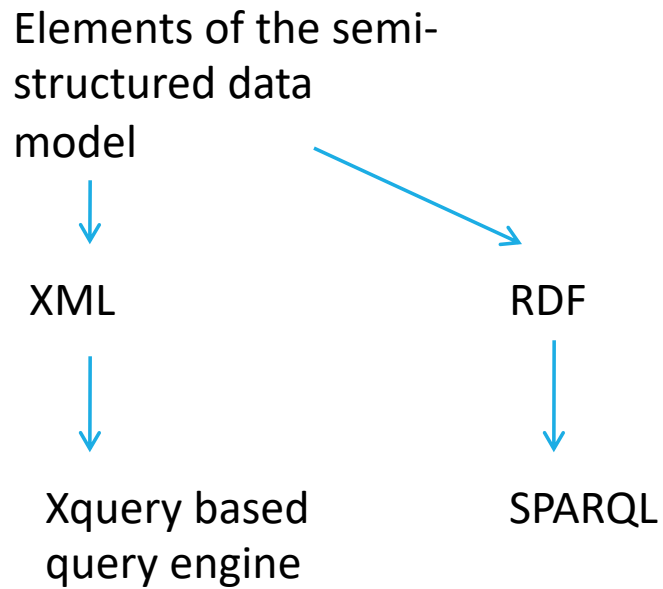 Elements of the semi-
structured data
model
XML
RDF
Xquery based
query engine
SPARQL